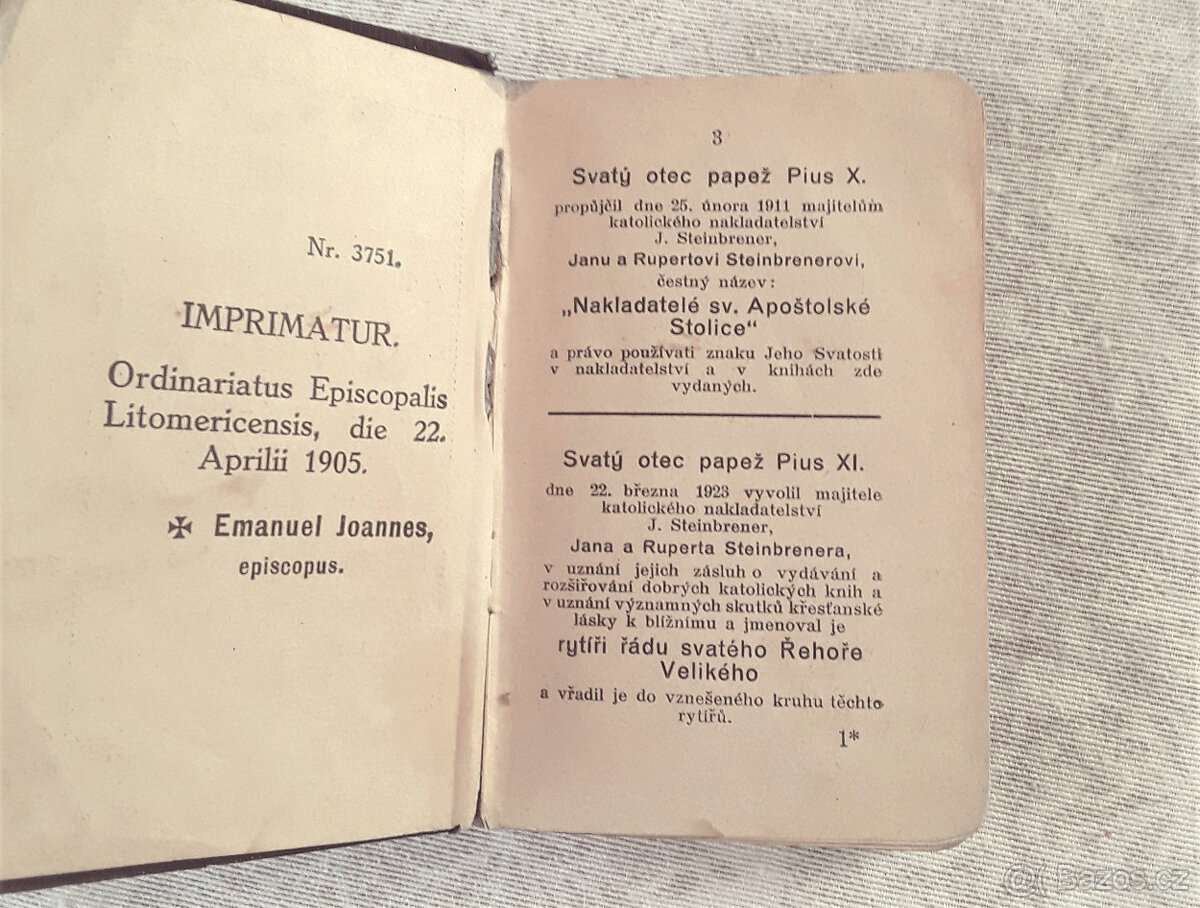 Nr. 3751.
IMPRIMATUR.
Ordinariatus Episcopalis
Litomericensis, die 22.
Aprilii 1905.
✠ Emanuel Joannes,
episcopus.
3
Svatý otec papež Pius X.
propůjčil dne 25. února 1911 majitelům
katolického nakladatelství
J. Steinbrener,
Janu a Rupertovi Steinbrenerovi,
čestný název:
„Nakladatelé sv. Apoštolské
Stolice“
a právo používati znaku Jeho Svatosti
v nakladatelství a v knihách zde
vydaných.
Svatý otec papež Pius XI.
dne 22. března 1923 vyvolil majitele
katolického nakladatelství
J. Steinbrener,
Jana a Ruperta Steinbrenera,
v uznání jejich zásluh o vydávání a
rozšiřování dobrých katolických knih a
v uznání významných skutků křesťanské
lásky k bližnímu a jmenoval je
rytíři řádu svatého Řehoře
Velikého
a vřadil je do vznešeného kruhu těchto
rytířů.
1*
Bazos.cz